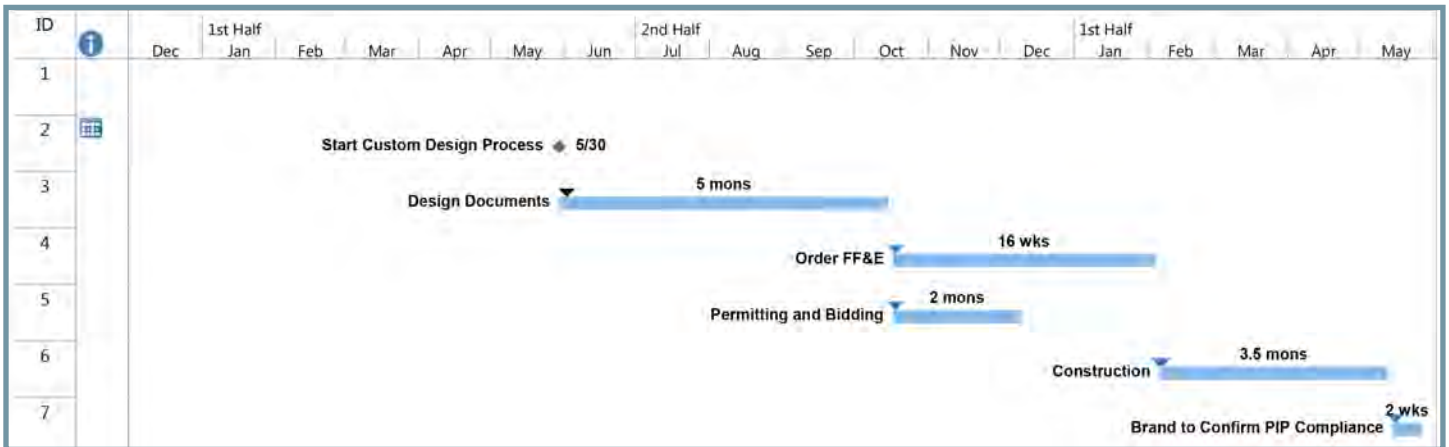 ID
i
1st Half 2nd Half 1st Half
Dec Jan Feb Mar Apr May Jun Jul Aug Sep Oct Nov Dec Jan Feb Mar Apr May
1
2
Start Custom Design Process 5/30
3
5 mons
Design Documents
4
16 wks
Order FF&E
5
2 mons
Permitting and Bidding
6
3.5 mons
Construction
7
2 wks
Brand to Confirm PIP Compliance